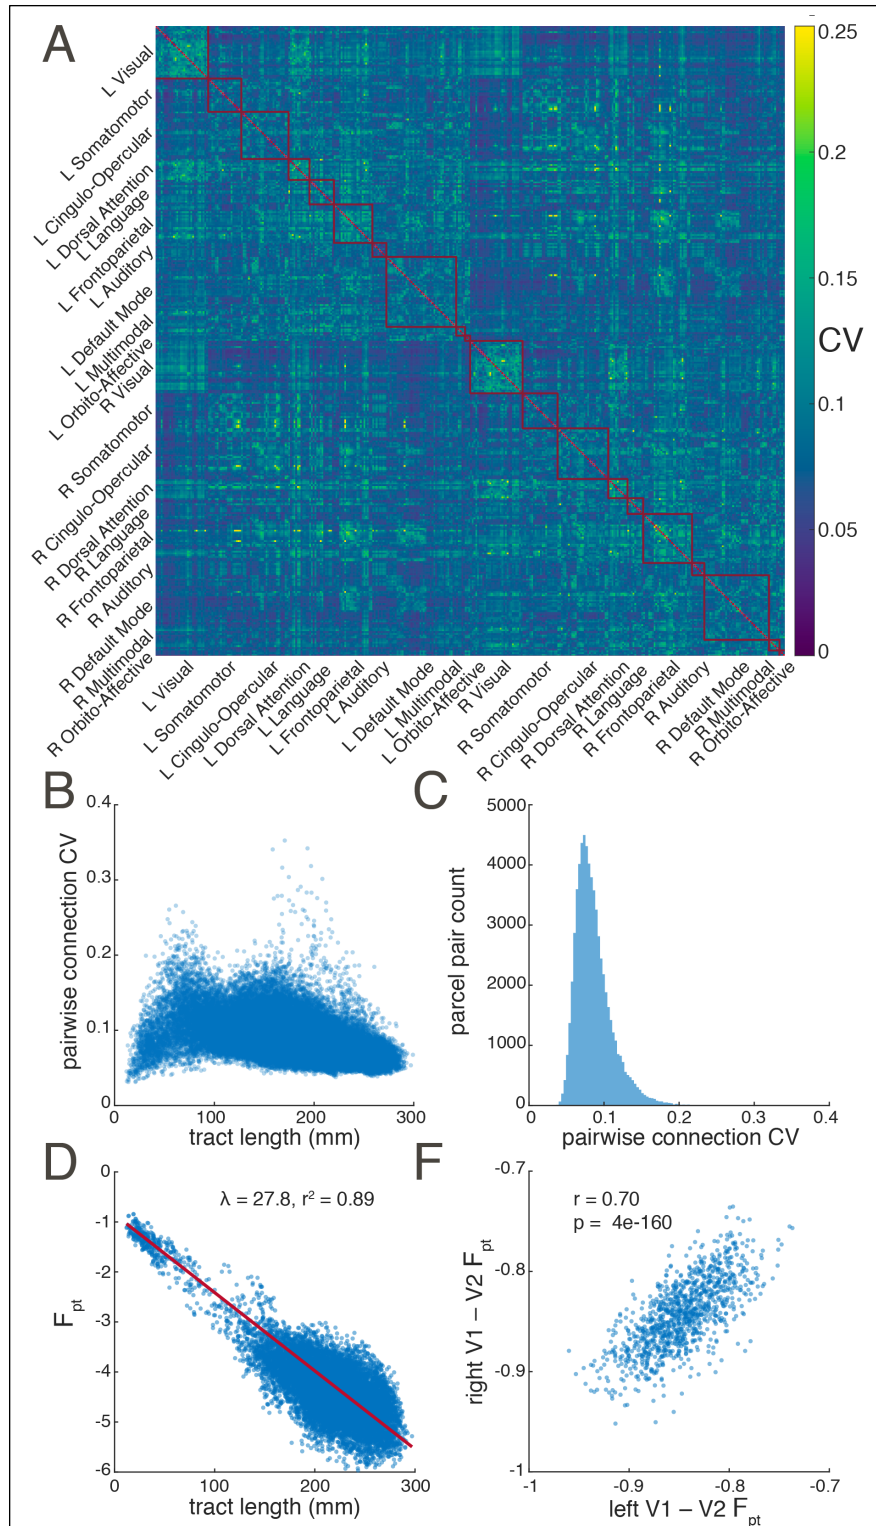 A
0.25
0.2
0.15
CV
0.1
0.05
0
L Visual
L Somatomotor
L Cingulo-Opercular
L Dorsal Attention
L Language
L Frontoparietal
L Auditory
L Default Mode
L Multimodal
L Orbito-Affective
R Visual
R Somatomotor
R Cingulo-Opercular
R Dorsal Attention
R Language
R Frontoparietal
R Auditory
R Default Mode
R Multimodal
R Orbito-Affective
L Visual
L Somatomotor
L Cingulo-Opercular
L Dorsal Attention
L Language
L Frontoparietal
L Auditory
L Default Mode
L Multimodal
L Orbito-Affective
R Visual
R Somatomotor
R Cingulo-Opercular
R Dorsal Attention
R Language
R Frontoparietal
R Auditory
R Default Mode
R Multimodal
R Orbito-Affective
B
0.4
0.3
0.2
0.1
0
pairwise connection CV
0 100 200 300
tract length (mm)
C
5000
4000
3000
2000
1000
0
parcel pair count
0 0.1 0.2 0.3 0.4
pairwise connection CV
D
0
-1
-2
-3
-4
-5
-6
F_pt
λ = 27.8, r² = 0.89
0 100 200 300
tract length (mm)
F
-0.7
-0.8
-0.9
-1
right V1 – V2 F_pt
r = 0.70
p = 4e-160
-1 -0.9 -0.8 -0.7
left V1 – V2 F_pt